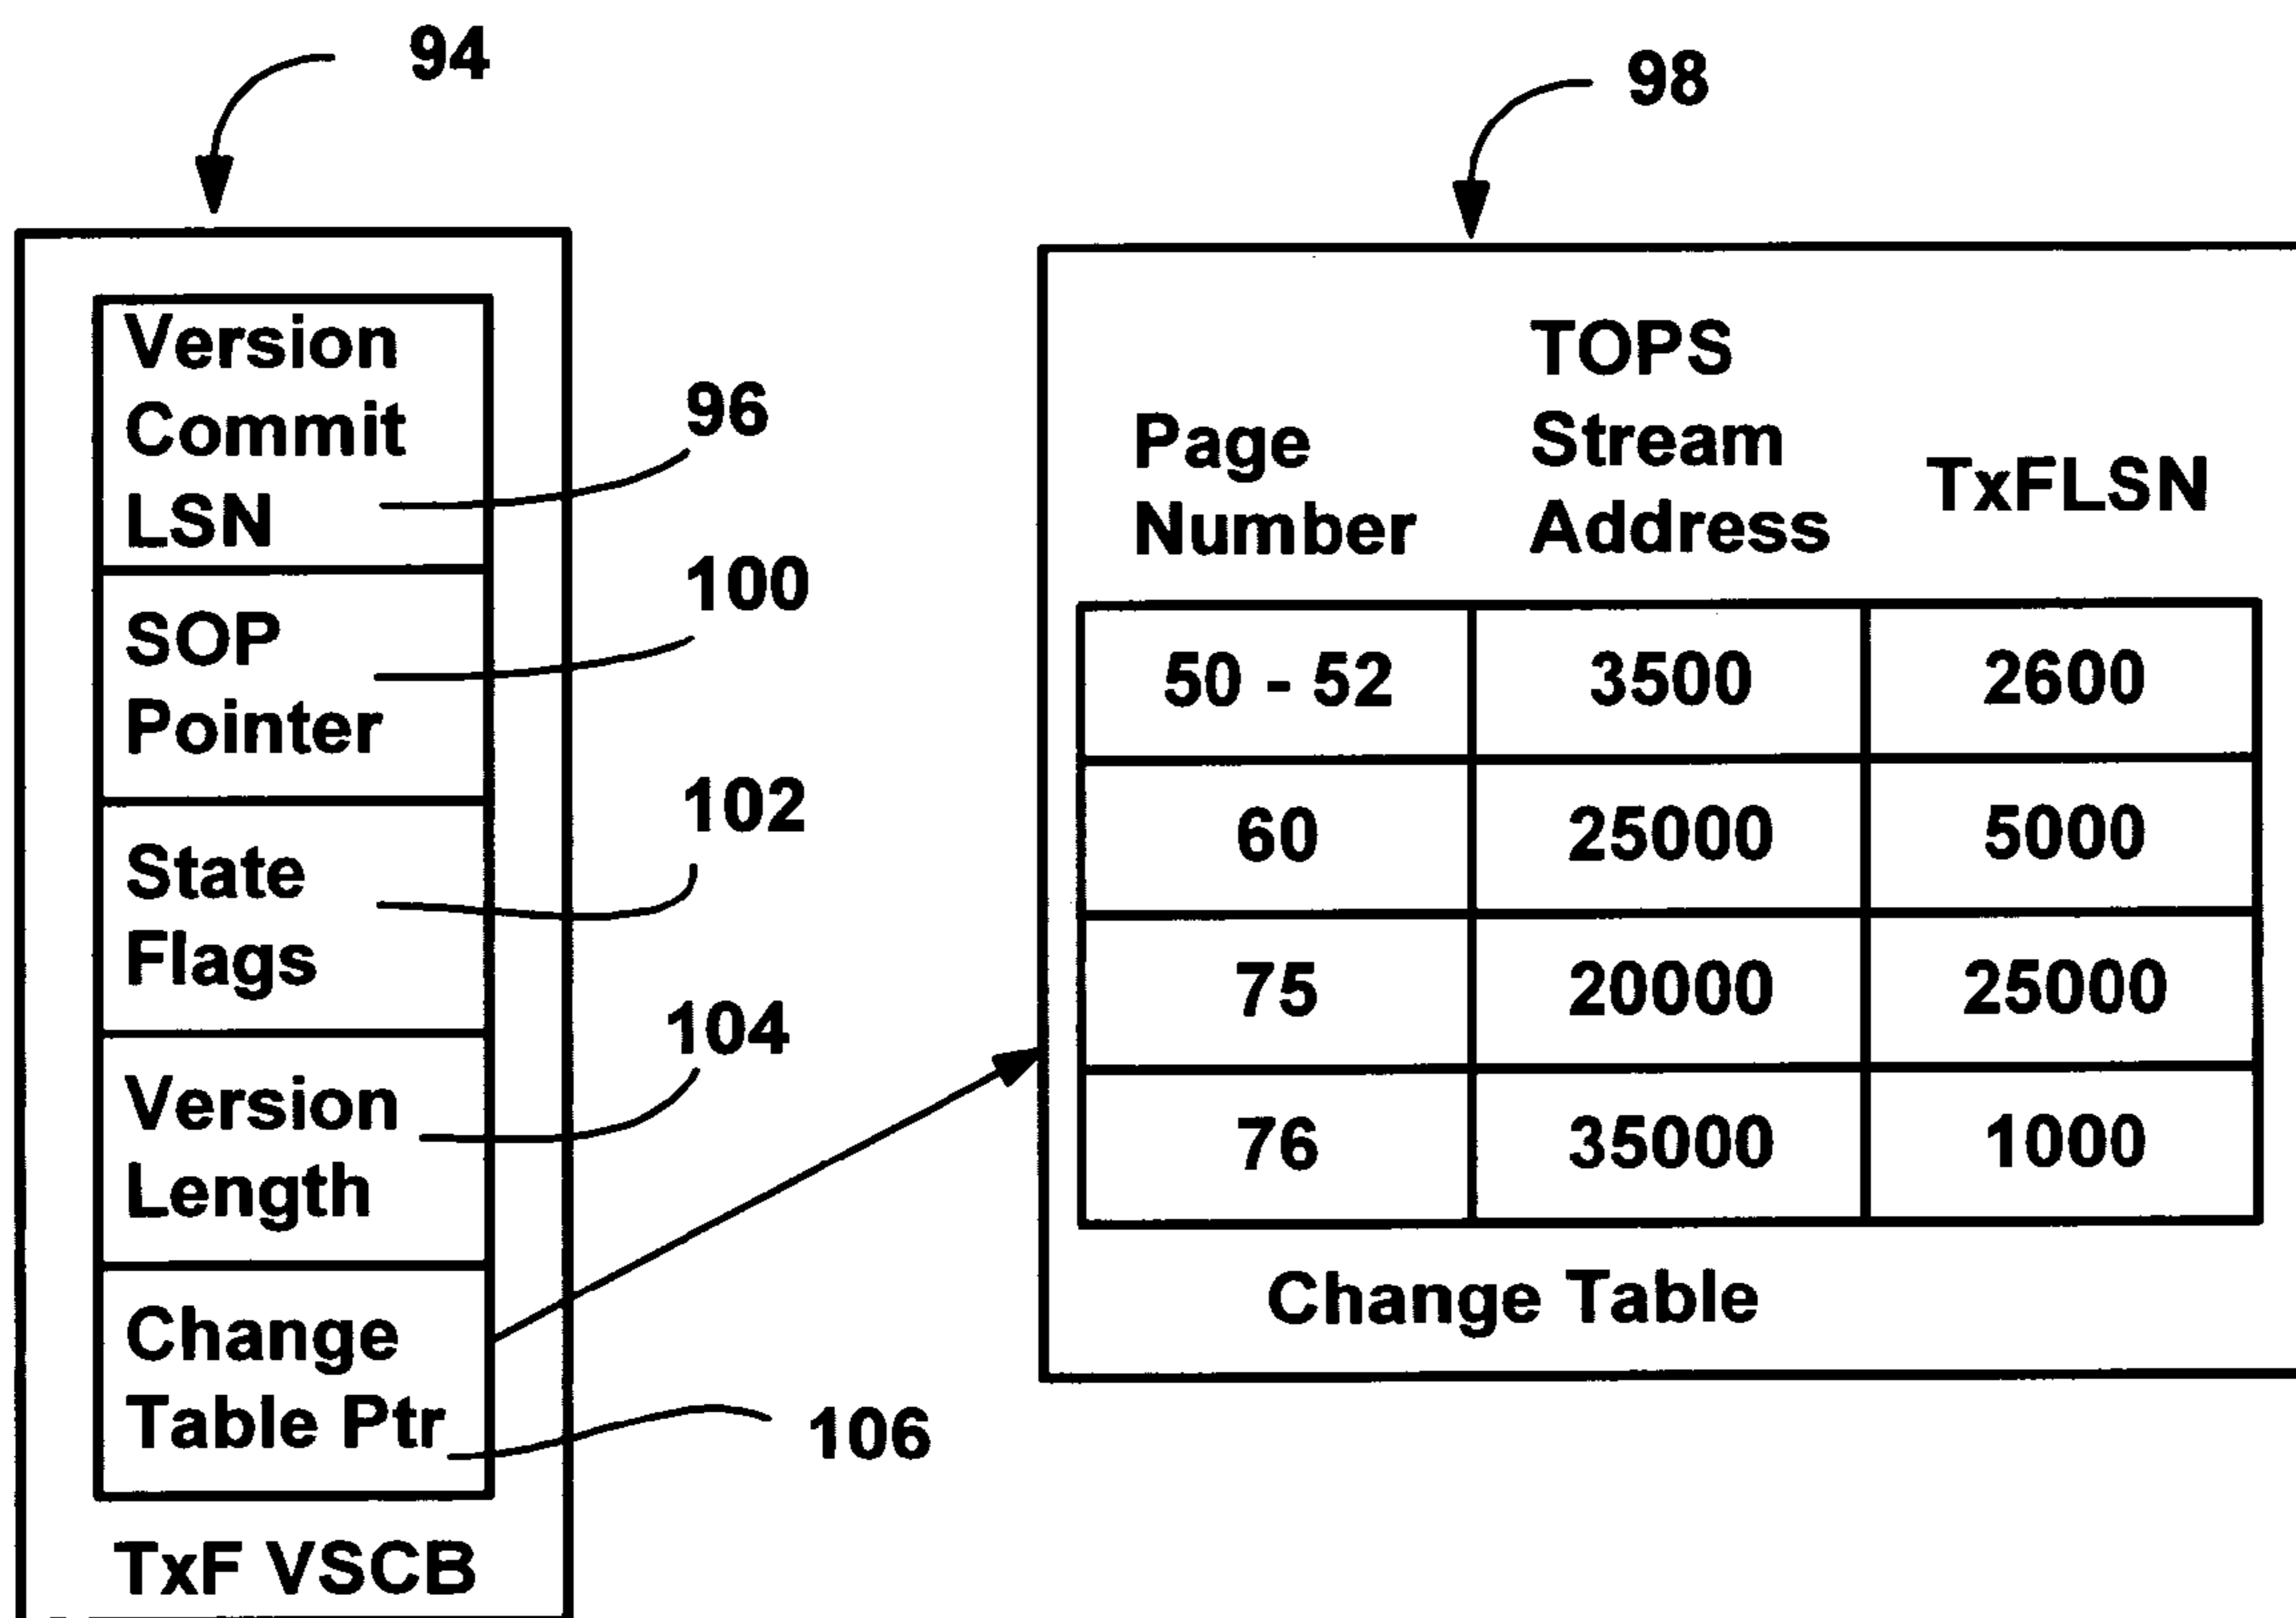 94
98
Version
Commit
LSN
96
SOP
Pointer
100
State
Flags
102
Version
Length
104
Change
Table Ptr
106
TxF VSCB
Page
Number
TOPS
Stream
Address
TxFLSN
50 - 52 3500 2600
60 25000 5000
75 20000 25000
76 35000 1000
Change Table